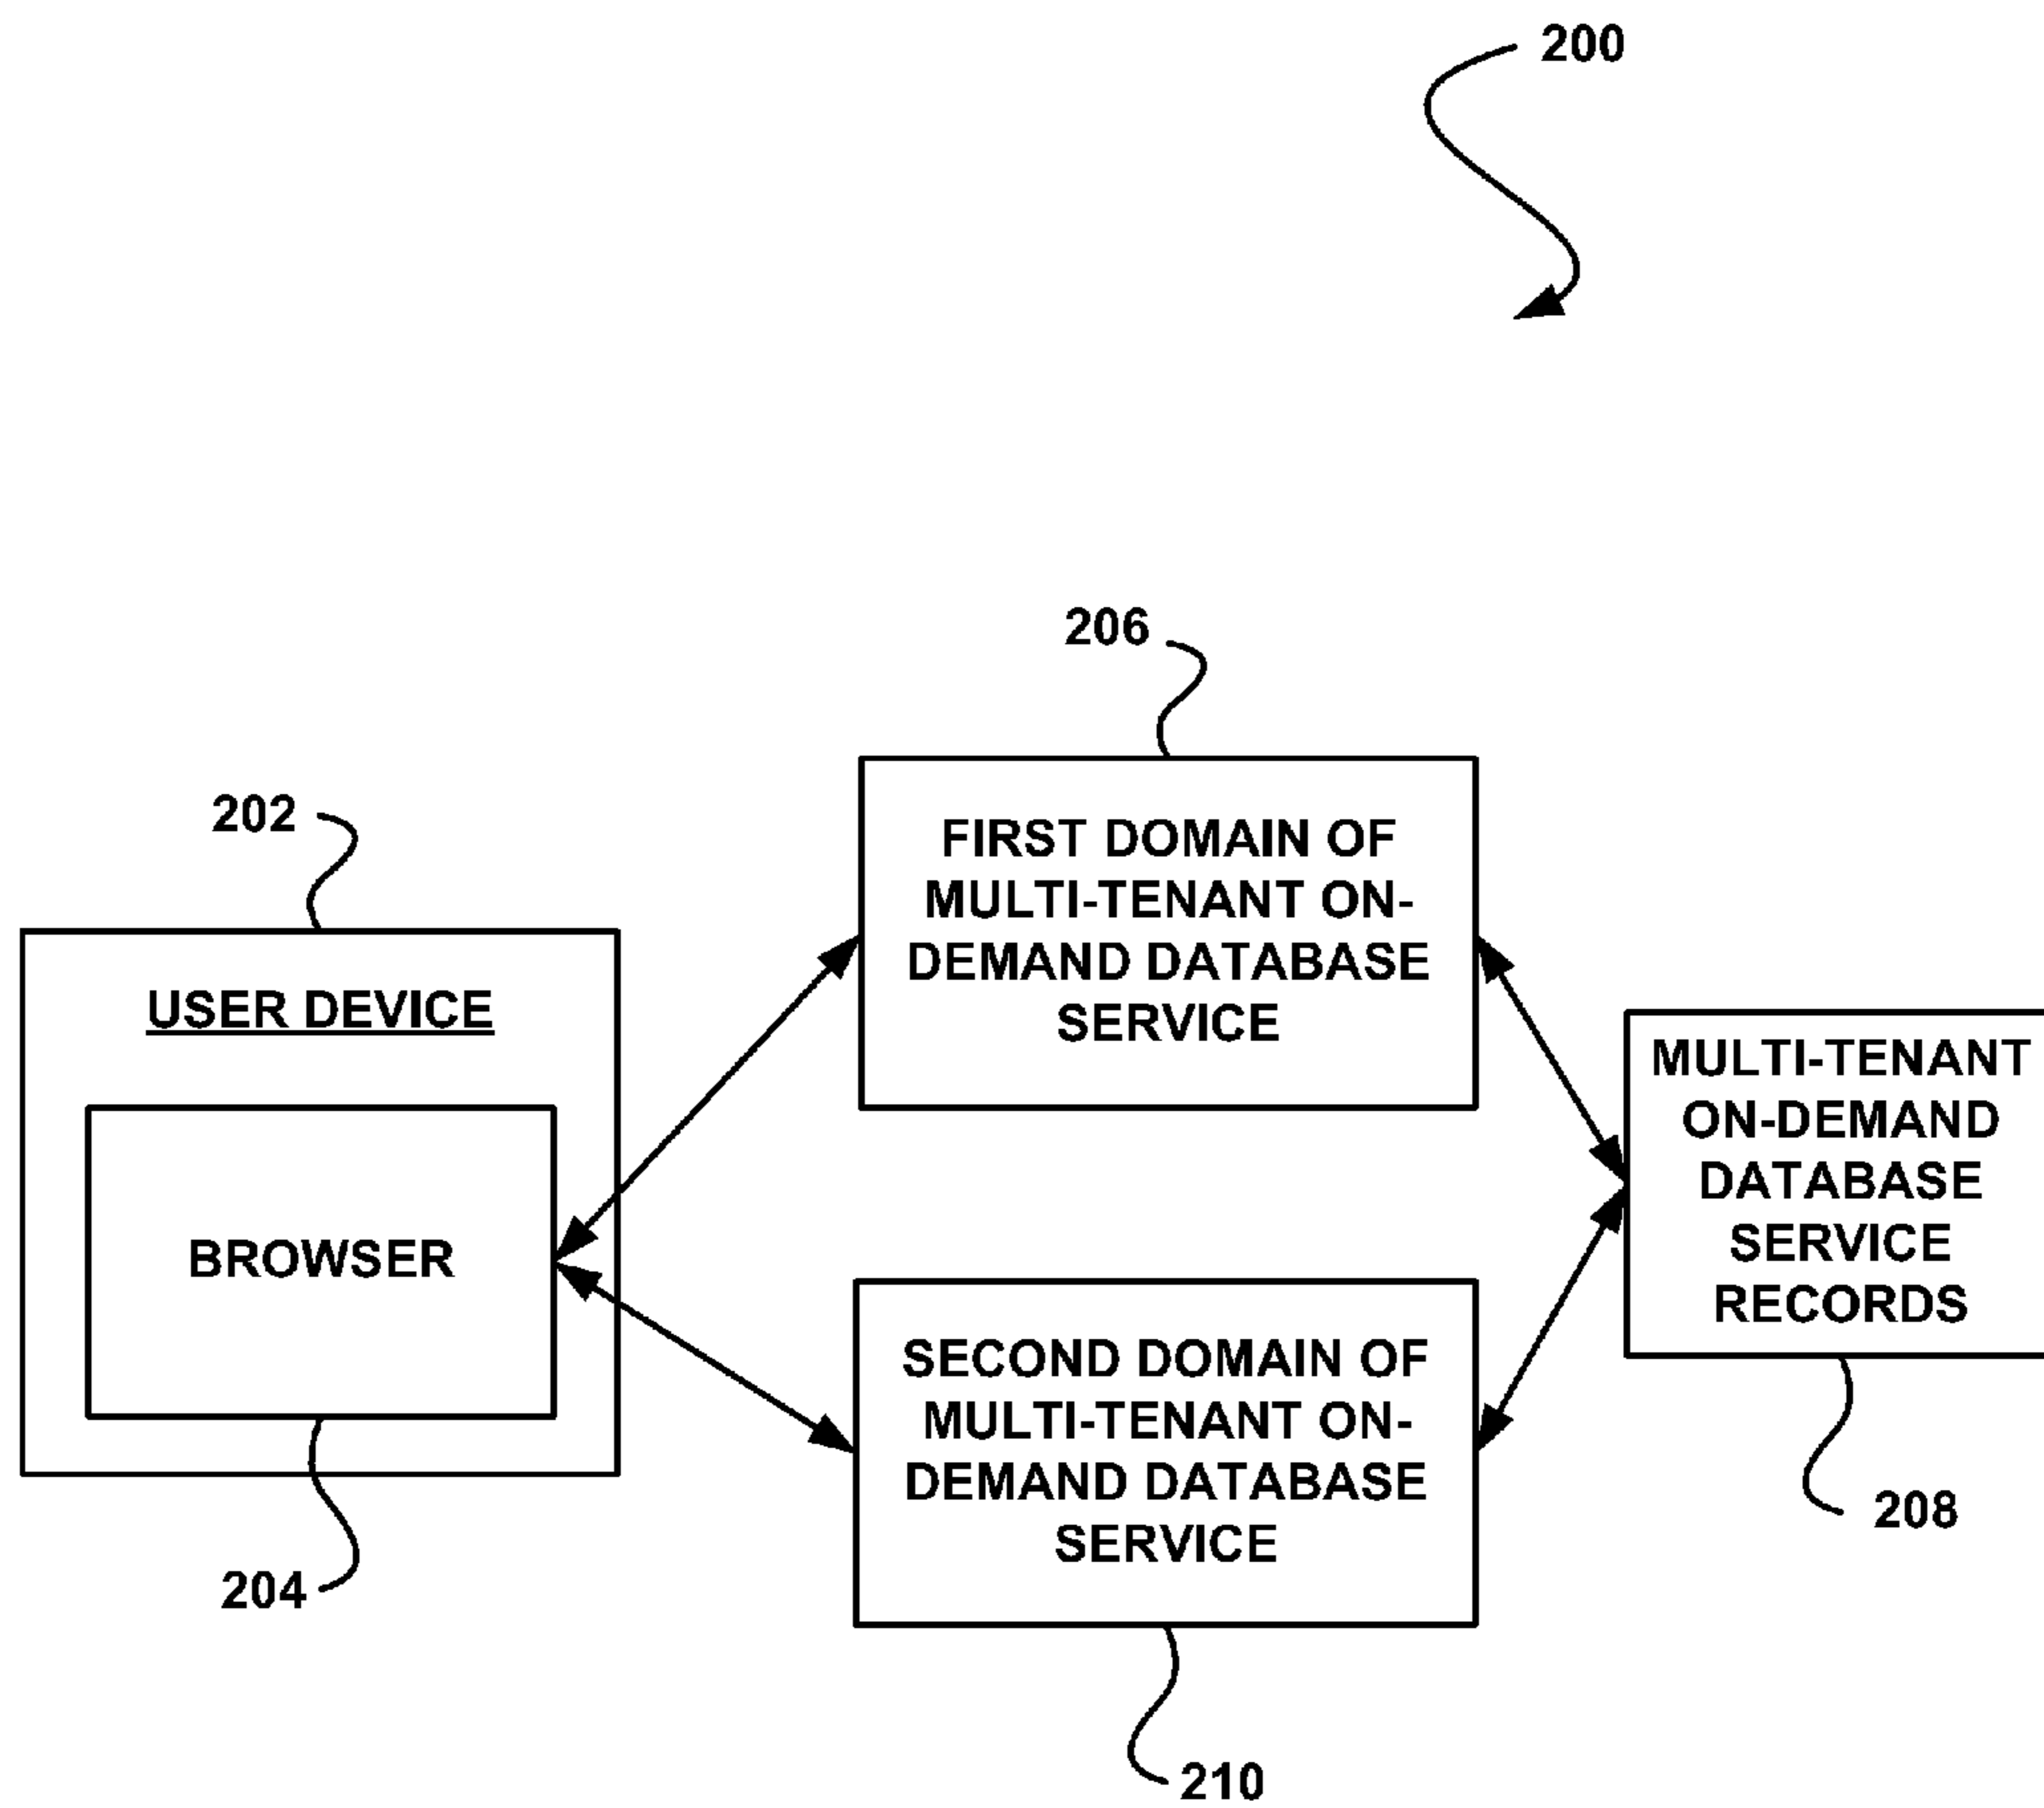 200
206
202
FIRST DOMAIN OF
MULTI-TENANT ON-
DEMAND DATABASE
SERVICE
USER DEVICE
BROWSER
MULTI-TENANT
ON-DEMAND
DATABASE
SERVICE
RECORDS
SECOND DOMAIN OF
MULTI-TENANT ON-
DEMAND DATABASE
SERVICE
208
204
210